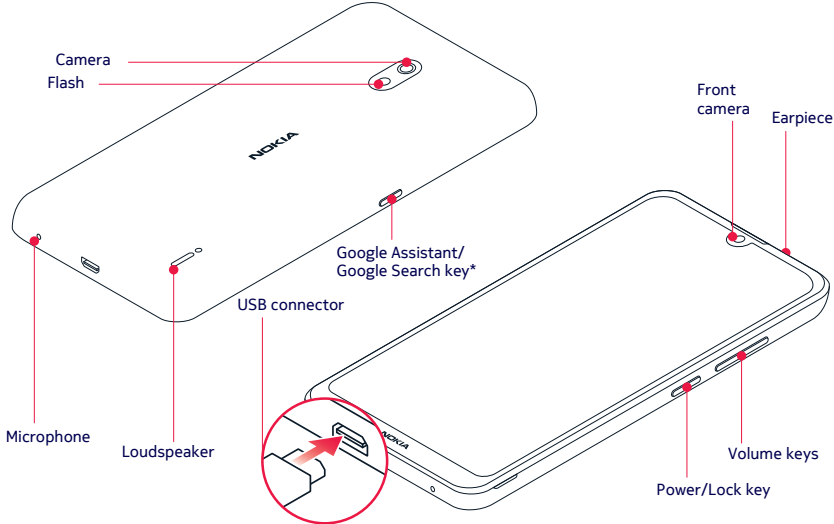 Camera
Flash
NOKIA
Front
camera
Earpiece
Google Assistant/
Google Search key*
USB connector
Microphone
Loudspeaker
NOKIA
Volume keys
Power/Lock key